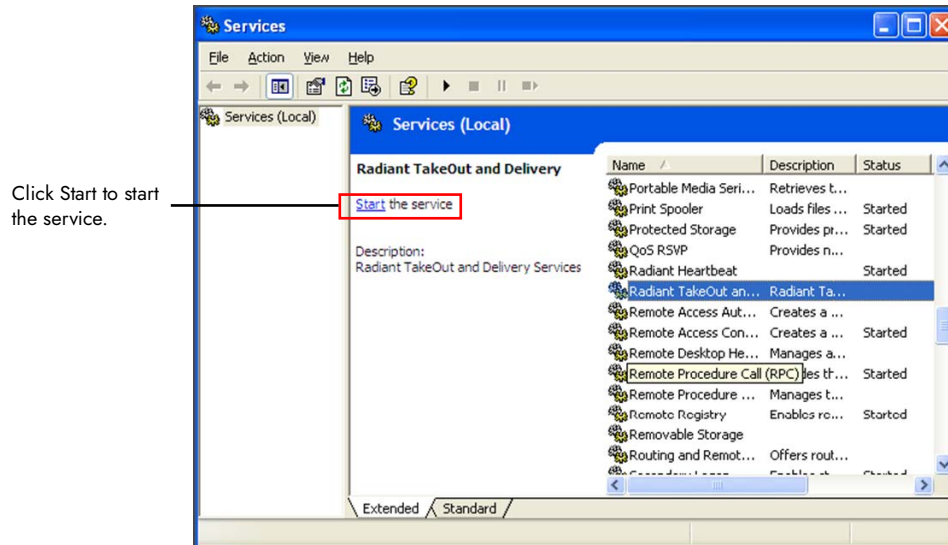 Services
File Action View Help
Services (Local)
Services (Local)
Click Start to start
the service.
Radiant TakeOut and Delivery
Start the service
Description:
Radiant TakeOut and Delivery Services
Name Description Status
Portable Media Seri... Retrieves t...
Print Spooler Loads files ... Started
Protected Storage Provides pr... Started
QoS RSVP Provides n...
Radiant Heartbeat Started
Radiant TakeOut an... Radiant Ta...
Remote Access Aut... Creates a ...
Remote Access Con... Creates a ... Started
Remote Desktop He... Manages a...
Remote Procedure Call (RPC) des th... Started
Remote Procedure ... Manages t...
Remote Registry Enables re... Started
Removable Storage
Routing and Remot... Offers rout...
Extended Standard